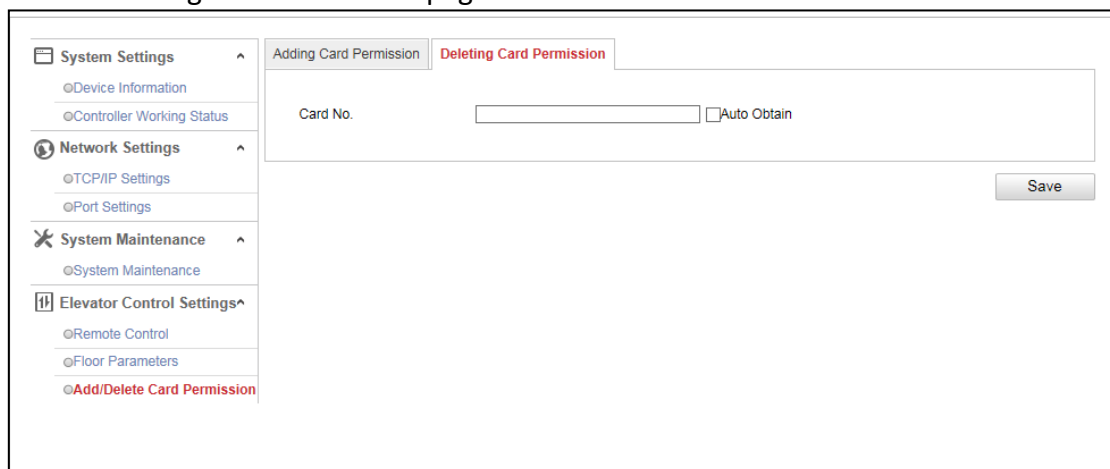 System Settings
Device Information
Controller Working Status
Network Settings
TCP/IP Settings
Port Settings
System Maintenance
System Maintenance
Elevator Control Settings
Remote Control
Floor Parameters
Add/Delete Card Permission
Adding Card Permission
Deleting Card Permission
Card No.
Auto Obtain
Save